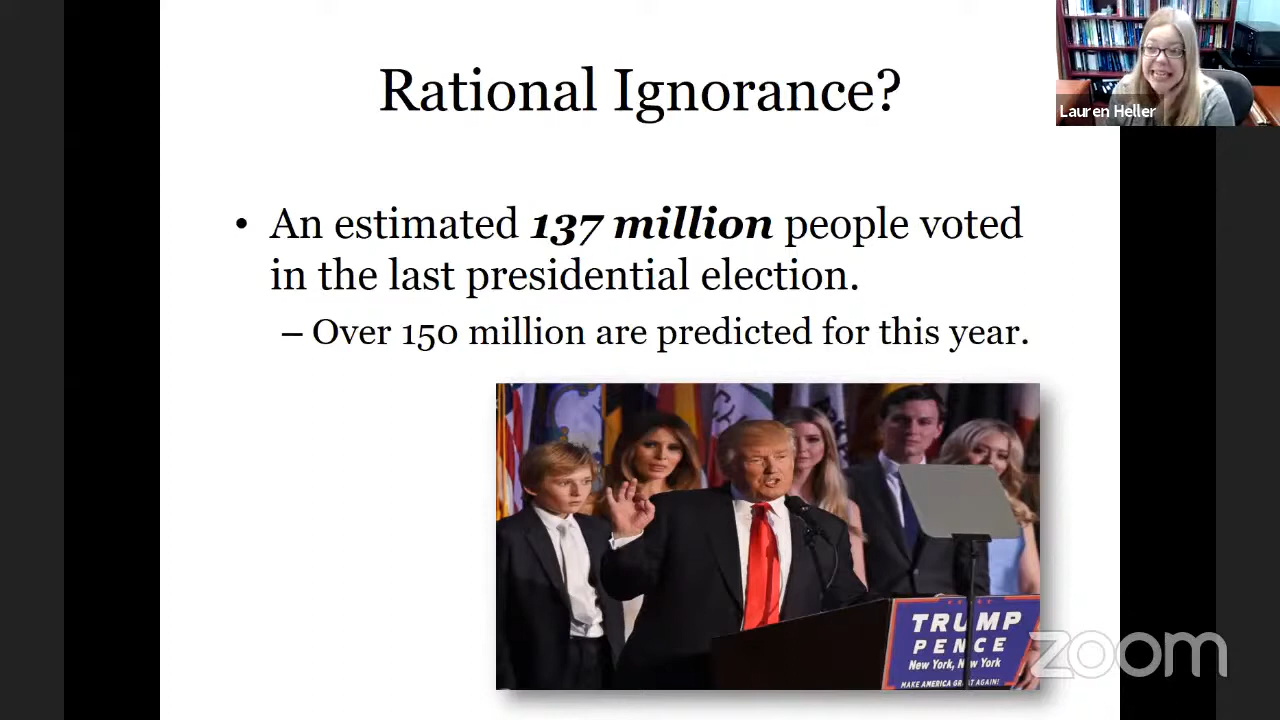 Rational Ignorance?
Lauren Heller
• An estimated 137 million people voted
in the last presidential election.
– Over 150 million are predicted for this year.
TRUMP
PENCE
New York, New York
MAKE AMERICA GREAT AGAIN!
zoom